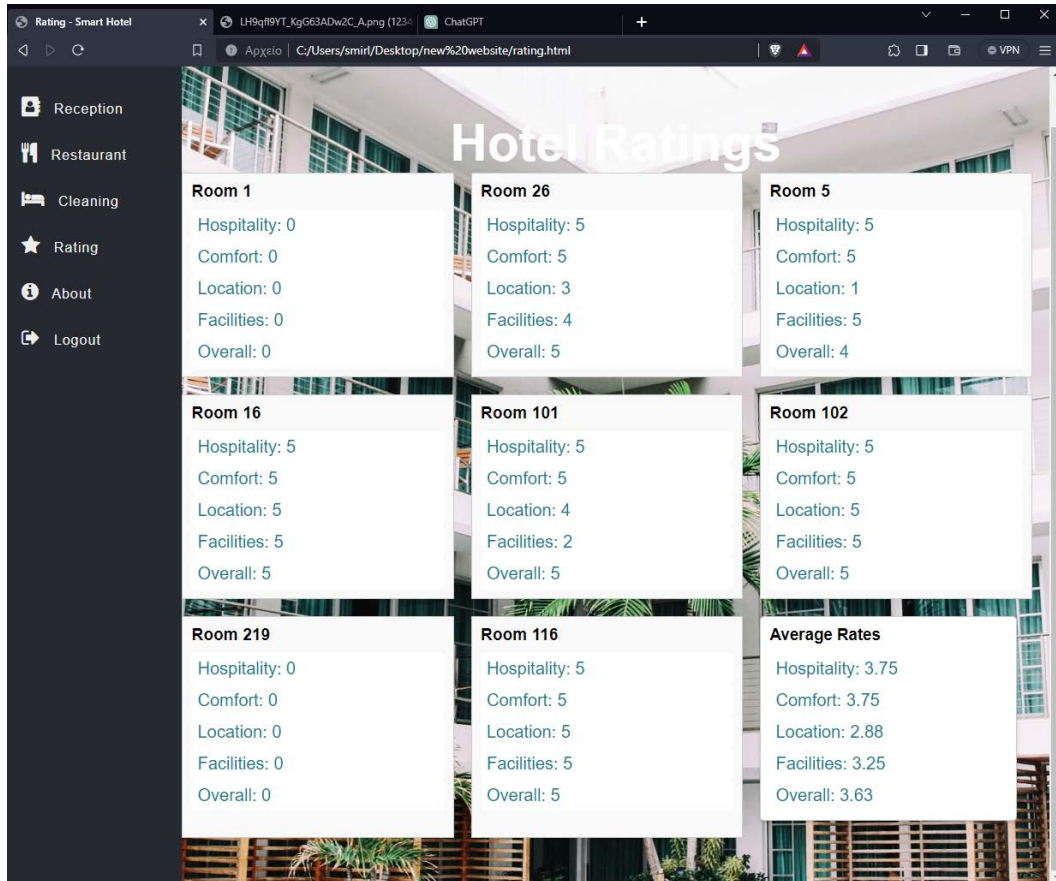 Rating - Smart Hotel
LH9qfl9YT_KgG63ADw2C_A.png (1234
ChatGPT
Αρχείο | C:/Users/smirl/Desktop/new%20website/rating.html
VPN
Reception
Restaurant
Cleaning
Rating
About
Logout
Hotel Ratings
Room 1
Hospitality: 0
Comfort: 0
Location: 0
Facilities: 0
Overall: 0
Room 26
Hospitality: 5
Comfort: 5
Location: 3
Facilities: 4
Overall: 5
Room 5
Hospitality: 5
Comfort: 5
Location: 1
Facilities: 5
Overall: 4
Room 16
Hospitality: 5
Comfort: 5
Location: 5
Facilities: 5
Overall: 5
Room 101
Hospitality: 5
Comfort: 5
Location: 4
Facilities: 2
Overall: 5
Room 102
Hospitality: 5
Comfort: 5
Location: 5
Facilities: 5
Overall: 5
Room 219
Hospitality: 0
Comfort: 0
Location: 0
Facilities: 0
Overall: 0
Room 116
Hospitality: 5
Comfort: 5
Location: 5
Facilities: 5
Overall: 5
Average Rates
Hospitality: 3.75
Comfort: 3.75
Location: 2.88
Facilities: 3.25
Overall: 3.63